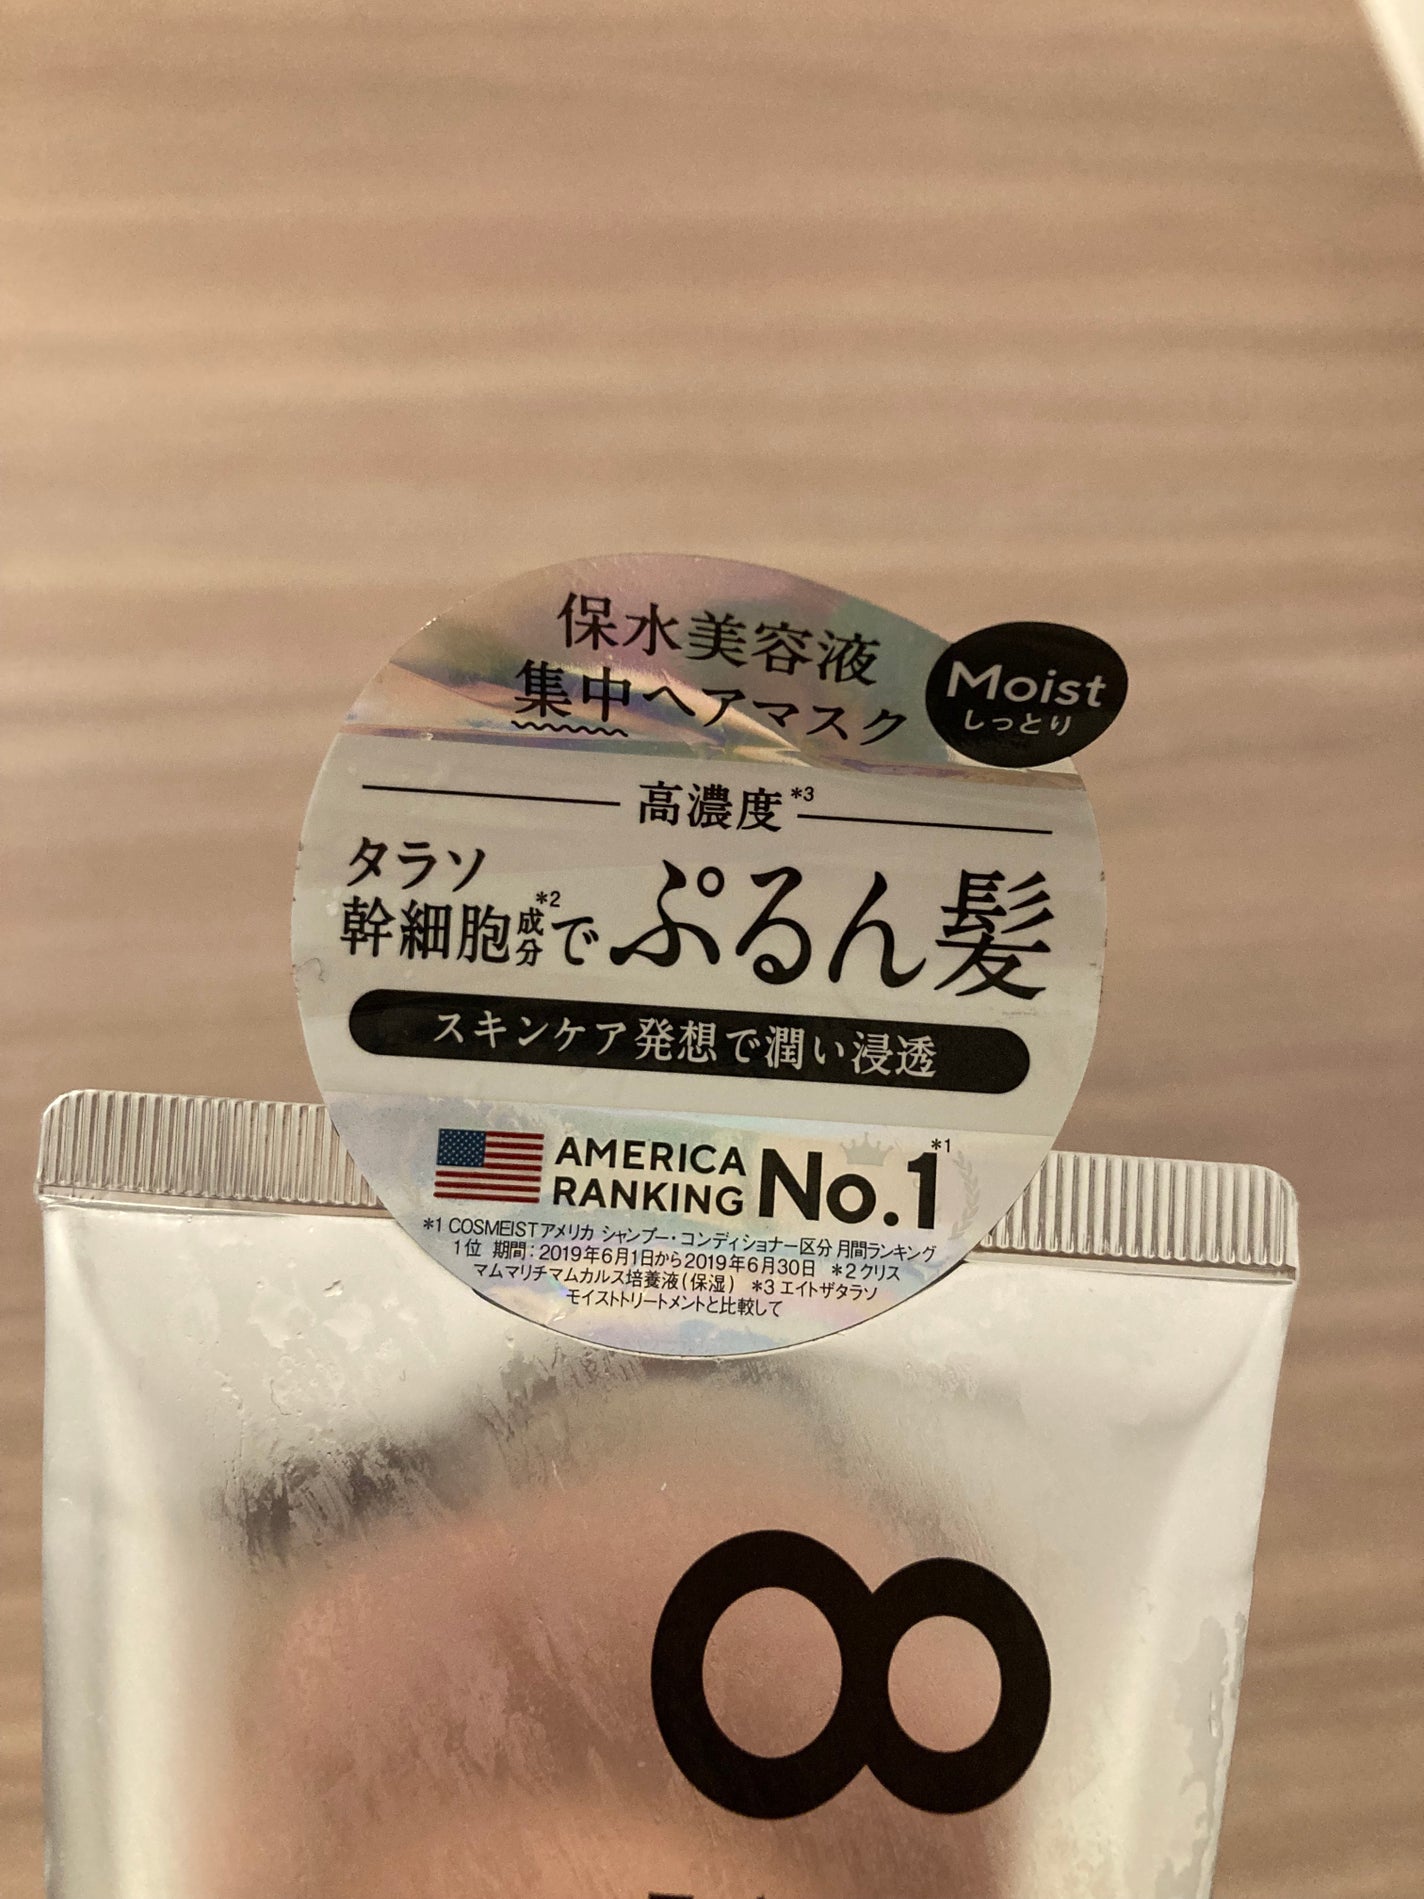 保水美容液
集中ヘアマスク
Moist
しっとり
高濃度*3
タラソ
幹細胞成分*2で ぷるん髪
スキンケア発想で潤い浸透
AMERICA
RANKING No.1*1
*1 COSMEISTアメリカ シャンプー・コンディショナー区分 月間ランキング
1位 期間:2019年6月1日から2019年6月30日 *2 クリス
マムマリチマムカルス培養液(保湿) *3 エイトザタラソ
モイストトリートメントと比較して
8